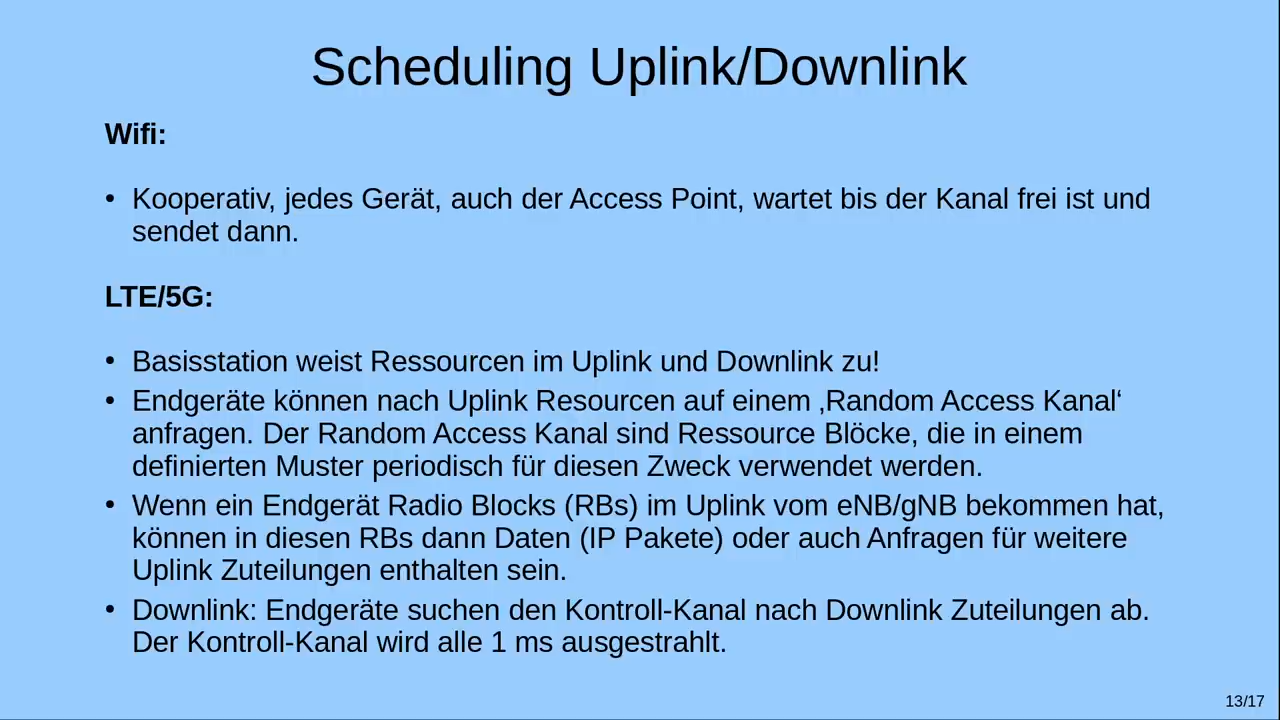 Scheduling Uplink/Downlink
Wifi:
• Kooperativ, jedes Gerät, auch der Access Point, wartet bis der Kanal frei ist und
sendet dann.
LTE/5G:
• Basisstation weist Ressourcen im Uplink und Downlink zu!
• Endgeräte können nach Uplink Resourcen auf einem ‚Random Access Kanal‘
anfragen. Der Random Access Kanal sind Ressource Blöcke, die in einem
definierten Muster periodisch für diesen Zweck verwendet werden.
• Wenn ein Endgerät Radio Blocks (RBs) im Uplink vom eNB/gNB bekommen hat,
können in diesen RBs dann Daten (IP Pakete) oder auch Anfragen für weitere
Uplink Zuteilungen enthalten sein.
• Downlink: Endgeräte suchen den Kontroll-Kanal nach Downlink Zuteilungen ab.
Der Kontroll-Kanal wird alle 1 ms ausgestrahlt.
13/17